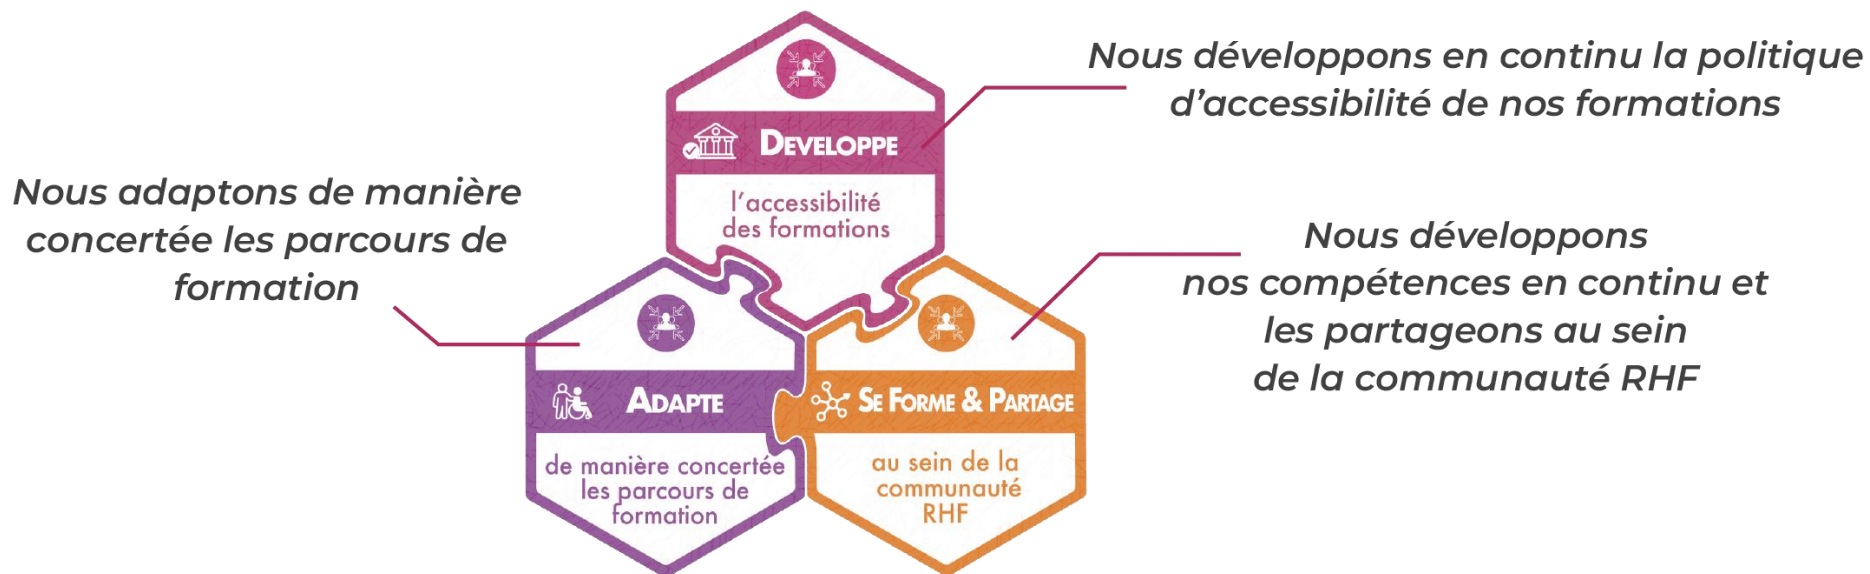 Nous développons en continu la politique
d’accessibilité de nos formations
DEVELOPPE
l’accessibilité
des formations
Nous adaptons de manière
concertée les parcours de
formation
Nous développons
nos compétences en continu et
les partageons au sein
de la communauté RHF
ADAPTE
de manière concertée
les parcours de
formation
SE FORME & PARTAGE
au sein de la
communauté
RHF